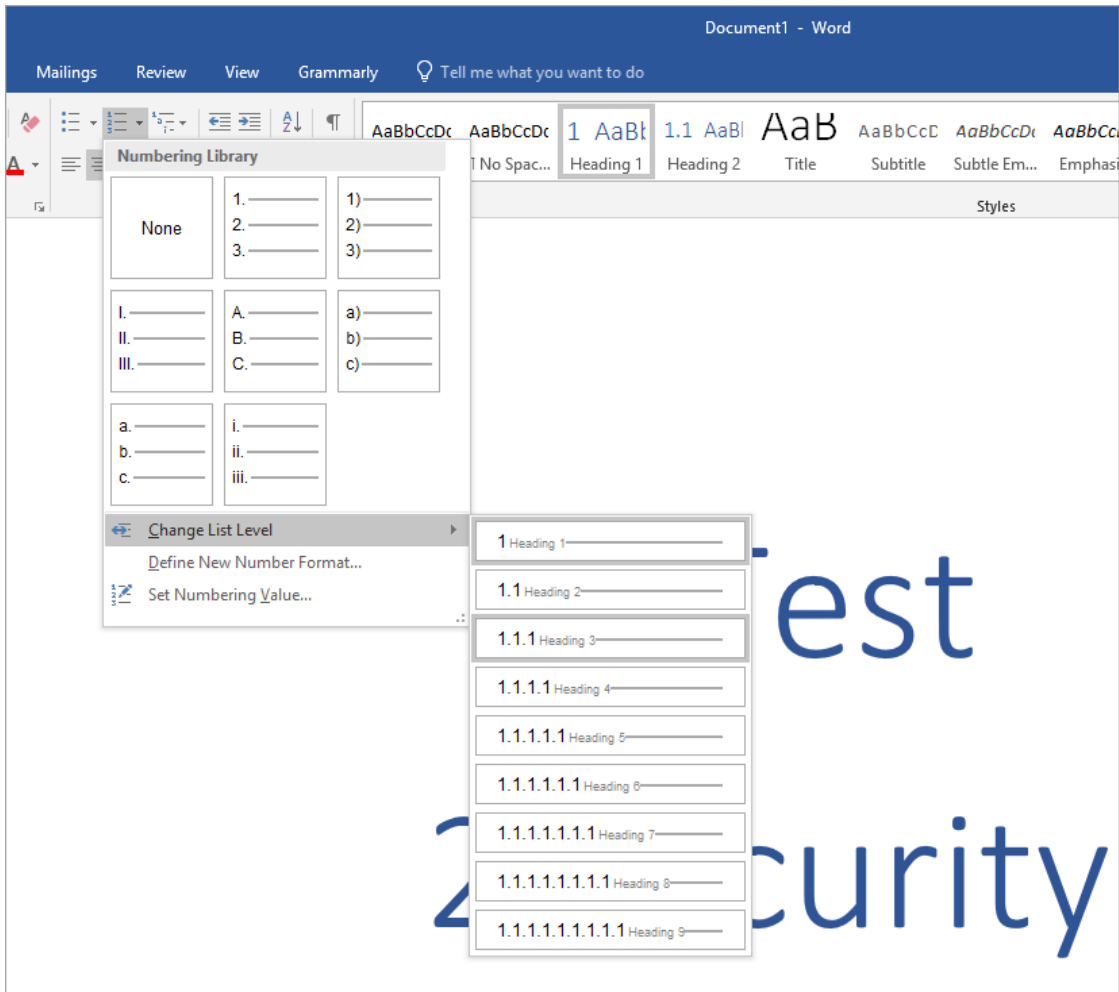 Document1 - Word
Mailings Review View Grammarly Tell me what you want to do
AaBbCcDc AaBbCcDc 1 AaBb 1.1 AaBl AaB AaBbCcD AaBbCcDc AaBbCc
No Spac... Heading 1 Heading 2 Title Subtitle Subtle Em... Emphasi
Styles
Numbering Library
None
1.
2.
3.
1)
2)
3)
I.
II.
III.
A.
B.
C.
a)
b)
c)
a.
b.
c.
i.
ii.
iii.
Change List Level
Define New Number Format...
Set Numbering Value...
1 Heading 1
1.1 Heading 2
1.1.1 Heading 3
1.1.1.1 Heading 4
1.1.1.1.1 Heading 5
1.1.1.1.1.1 Heading 6
1.1.1.1.1.1.1 Heading 7
1.1.1.1.1.1.1.1 Heading 8
1.1.1.1.1.1.1.1.1 Heading 9
est
2 curity